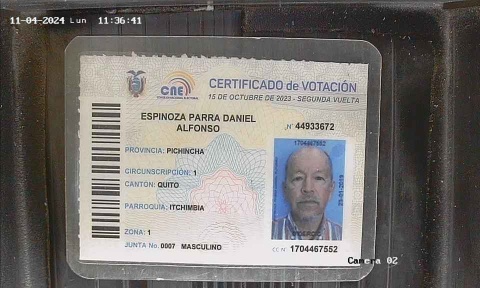 11-04-2024 Lun 11:36:41
CNE
CERTIFICADO de VOTACIÓN
15 DE OCTUBRE DE 2023 - SEGUNDA VUELTA
ESPINOZA PARRA DANIEL
ALFONSO
N° 44933672
1704467552
PROVINCIA: PICHINCHA
CIRCUNSCRIPCIÓN: 1
CANTON: QUITO
PARROQUIA: ITCHIMBIA
ZONA: 1
JUNTA No. 0007 MASCULINO
CC N° 1704467552
Camera 02